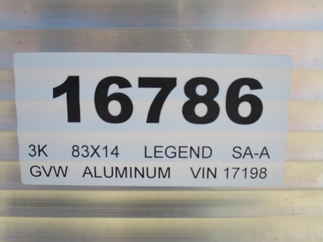 16786
3K 83X14 LEGEND SA-A
GVW ALUMINUM VIN 17198